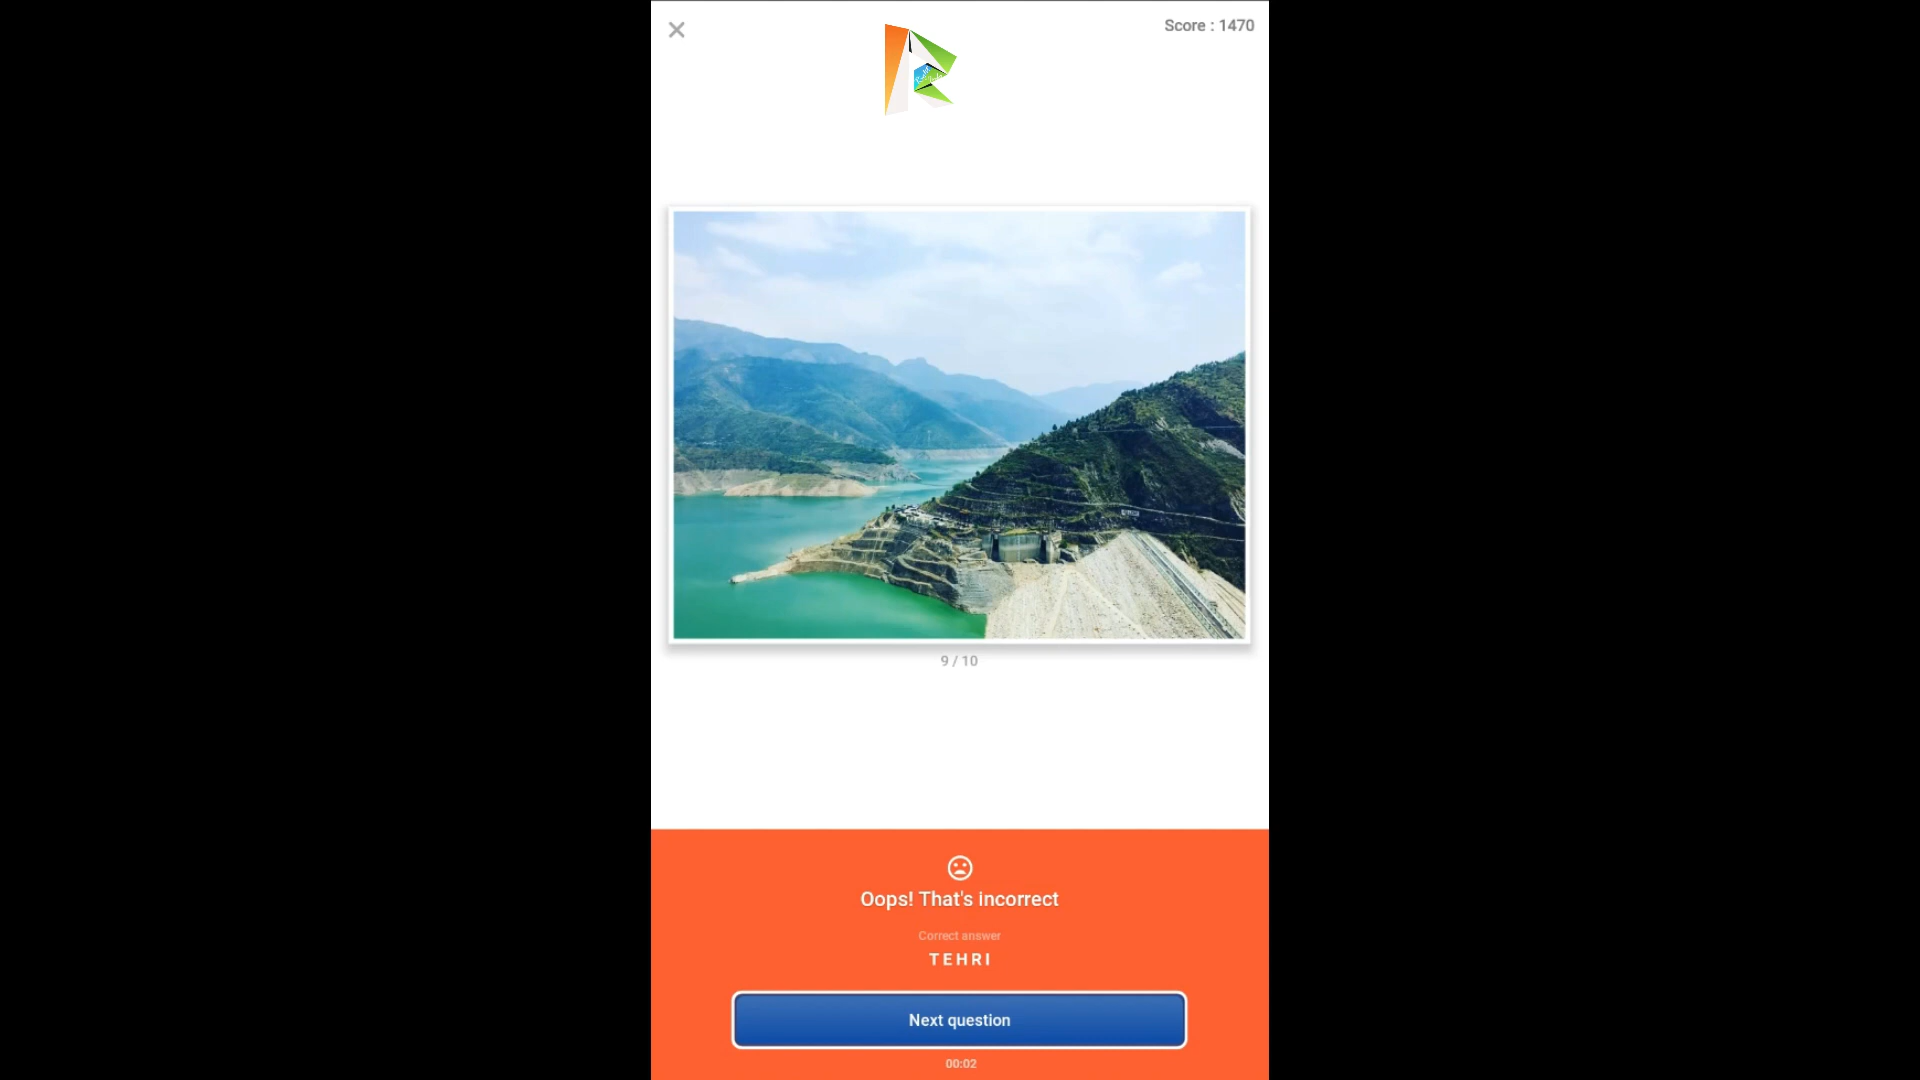 Score : 1470
9 / 10
Oops! That's incorrect
Correct answer
TEHRI
Next question
00:02